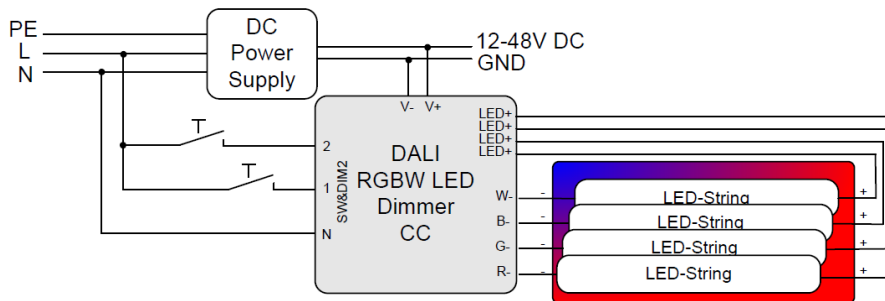 PE
L
N
DC
Power
Supply
12-48V DC
GND
V- V+
LED+
LED+
LED+
LED+
2
1
N
SW&DIM2
DALI
RGBW LED
Dimmer
CC
W-
B-
G-
R-
- LED-String +
- LED-String +
- LED-String +
- LED-String +